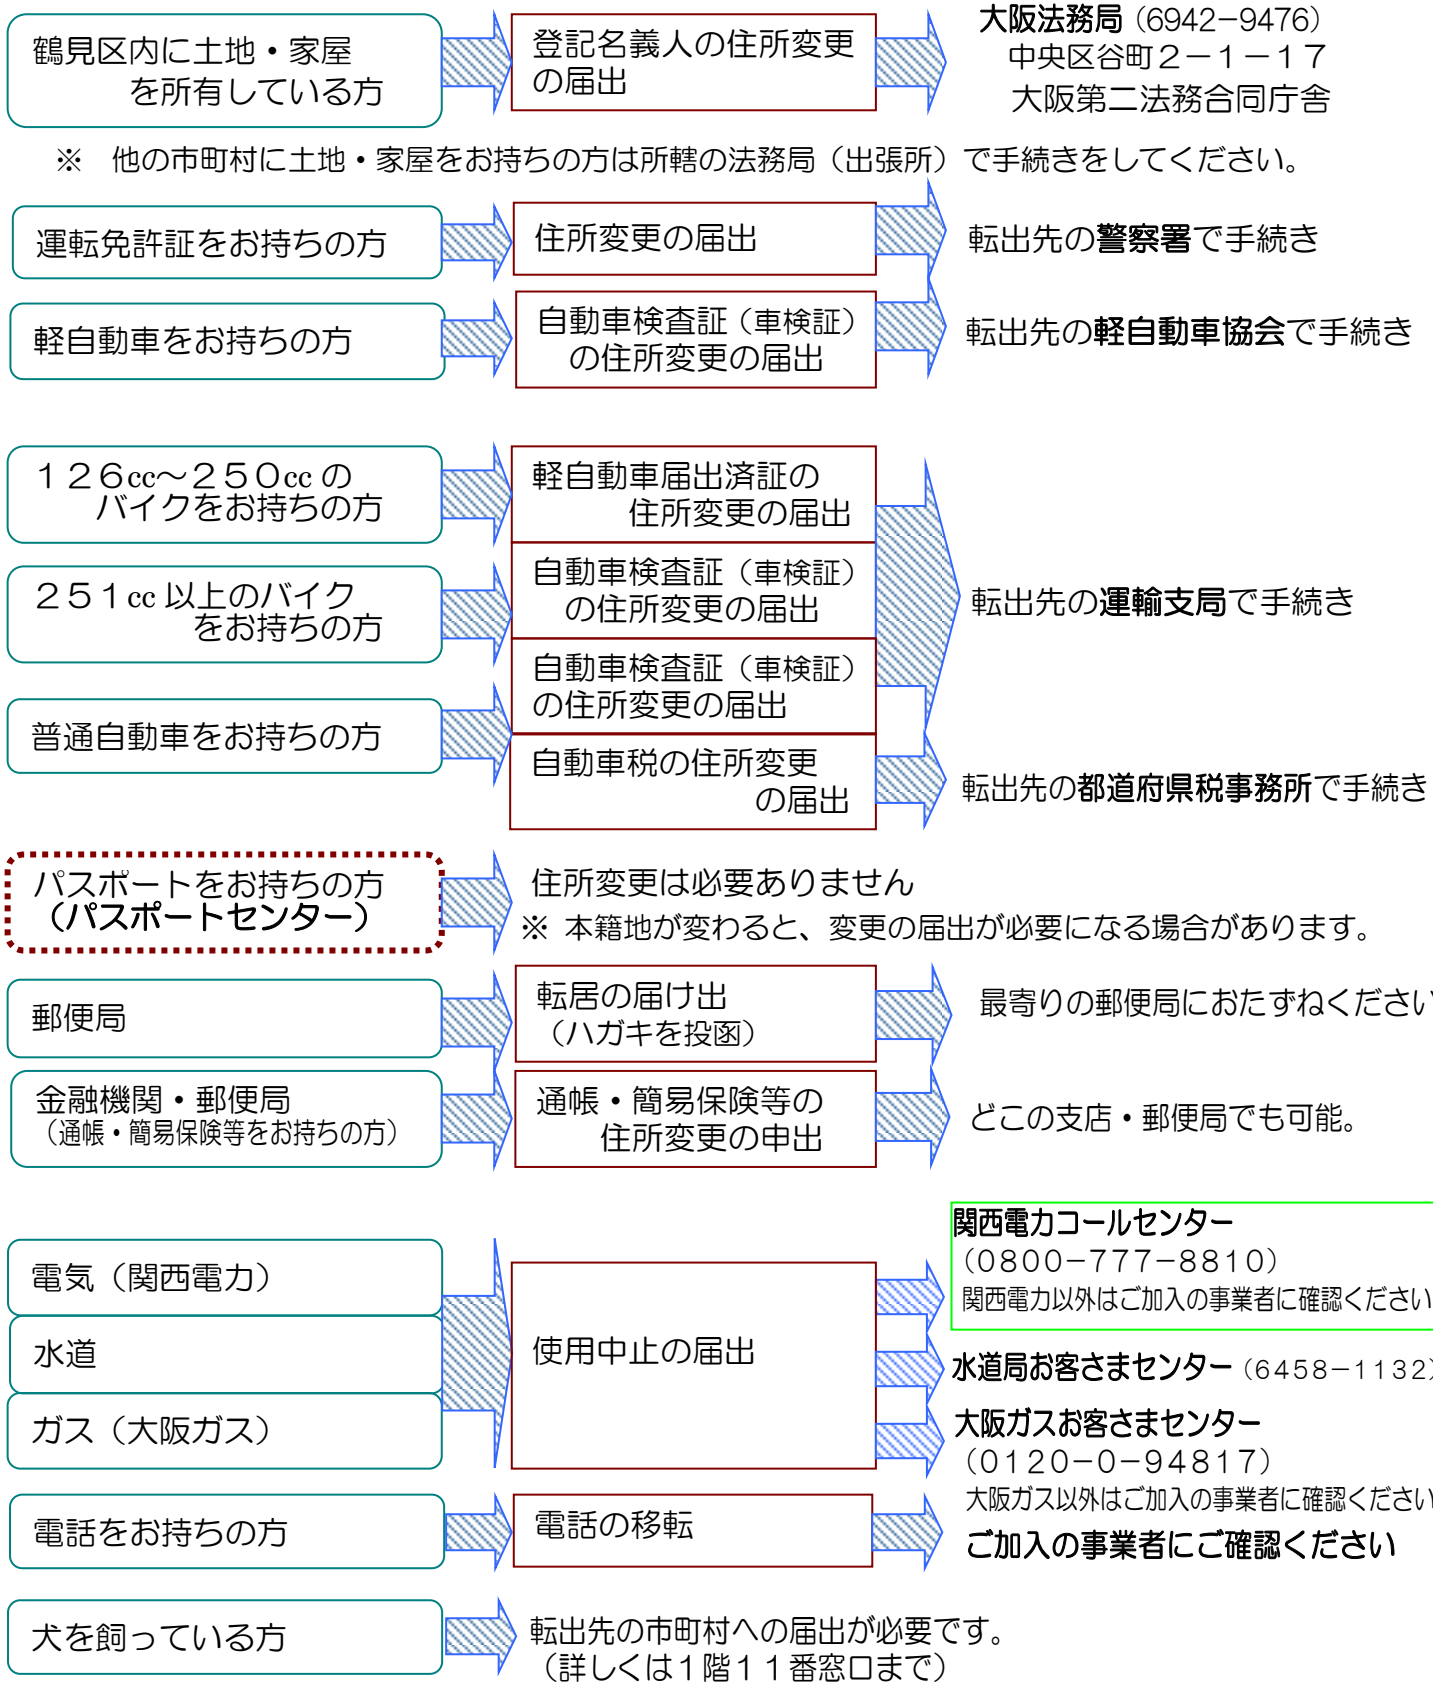 鶴見区内に土地・家屋
を所有している方
登記名義人の住所変更
の届出
大阪法務局（6942－9476）
中央区谷町２－１－１７
大阪第二法務合同庁舎
※　他の市町村に土地・家屋をお持ちの方は所轄の法務局（出張所）で手続きをしてください。
運転免許証をお持ちの方
住所変更の届出
転出先の警察署で手続き
軽自動車をお持ちの方
自動車検査証（車検証）
の住所変更の届出
転出先の軽自動車協会で手続き
１２６cc～２５０cc の
バイクをお持ちの方
軽自動車届出済証の
住所変更の届出
２５１cc 以上のバイク
をお持ちの方
自動車検査証（車検証）
の住所変更の届出
転出先の運輸支局で手続き
普通自動車をお持ちの方
自動車検査証（車検証）
の住所変更の届出
自動車税の住所変更
の届出
転出先の都道府県税事務所で手続き
パスポートをお持ちの方
（パスポートセンター）
住所変更は必要ありません
※ 本籍地が変わると、変更の届出が必要になる場合があります。
郵便局
転居の届け出
（ハガキを投函）
最寄りの郵便局におたずねください
金融機関・郵便局
（通帳・簡易保険等をお持ちの方）
通帳・簡易保険等の
住所変更の申出
どこの支店・郵便局でも可能。
電気（関西電力）
水道
ガス（大阪ガス）
使用中止の届出
関西電力コールセンター
（０８００－７７７－８８１０）
関西電力以外はご加入の事業者に確認ください
水道局お客さまセンター（６４５８－１１３２）
大阪ガスお客さまセンター
（０１２０－０－９４８１７）
大阪ガス以外はご加入の事業者に確認ください
電話をお持ちの方
電話の移転
ご加入の事業者にご確認ください
犬を飼っている方
転出先の市町村への届出が必要です。
（詳しくは１階１１番窓口まで）